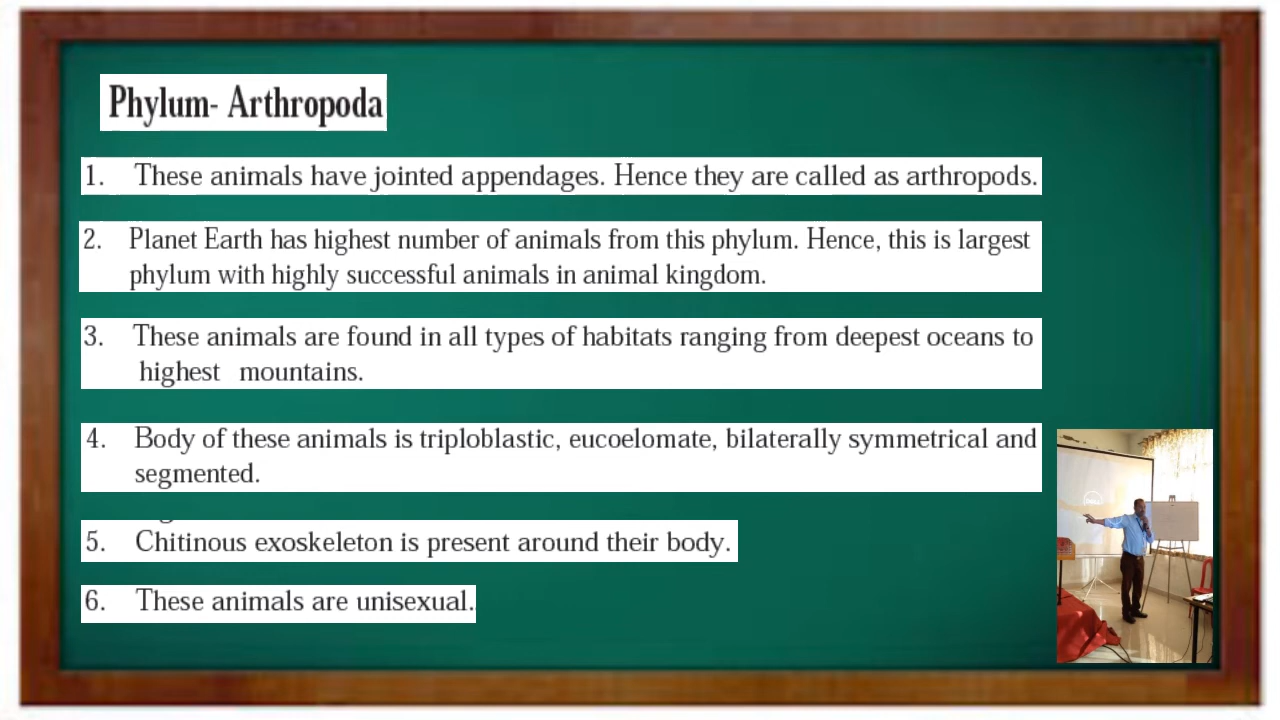 Phylum- Arthropoda
1. These animals have jointed appendages. Hence they are called as arthropods.
2. Planet Earth has highest number of animals from this phylum. Hence, this is largest
phylum with highly successful animals in animal kingdom.
3. These animals are found in all types of habitats ranging from deepest oceans to
highest mountains.
4. Body of these animals is triploblastic, eucoelomate, bilaterally symmetrical and
segmented.
5. Chitinous exoskeleton is present around their body.
6. These animals are unisexual.